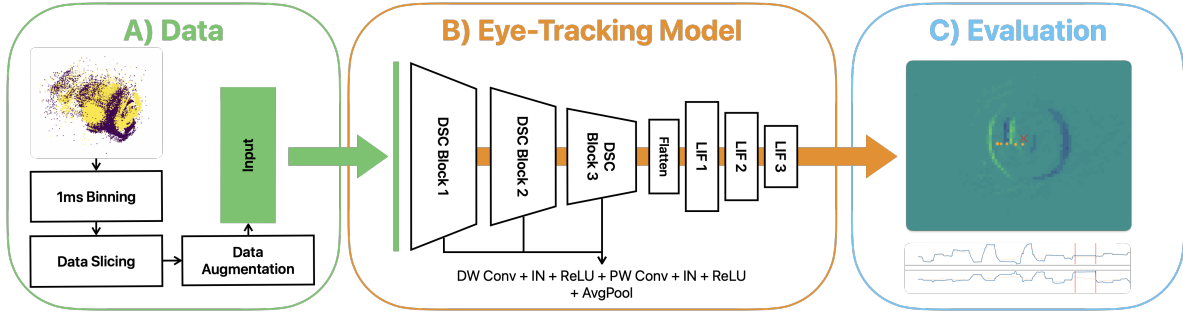 A) Data
1ms Binning
Data Slicing
Data
Augmentation
Input
B) Eye-Tracking Model
DSC Block 1
DSC Block 2
DSC
Block 3
Flatten
LIF 1
LIF 2
LIF 3
DW Conv + IN + ReLU + PW Conv + IN + ReLU
+ AvgPool
C) Evaluation